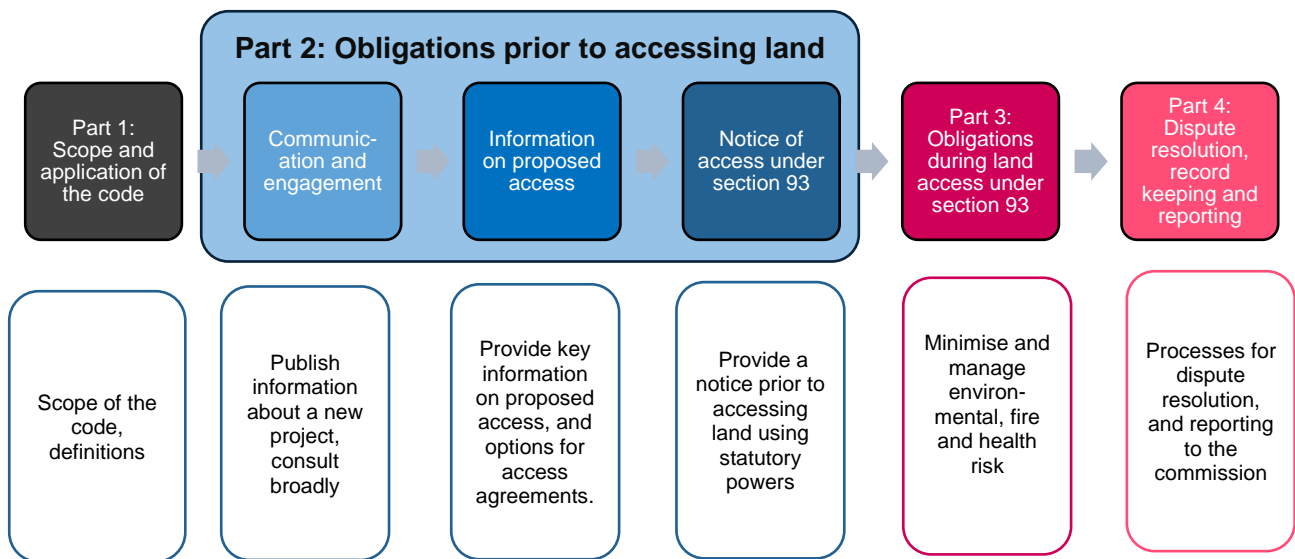 Part 2: Obligations prior to accessing land
Part 1:
Scope and
application of
the code
Communic-
ation and
engagement
Information
on proposed
access
Notice of
access under
section 93
Part 3:
Obligations
during land
access under
section 93
Part 4:
Dispute
resolution,
record
keeping and
reporting
Scope of the
code,
definitions
Publish
information
about a new
project,
consult
broadly
Provide key
information
on proposed
access, and
options for
access
agreements.
Provide a
notice prior to
accessing
land using
statutory
powers
Minimise and
manage
environ-
mental, fire
and health
risk
Processes for
dispute
resolution,
and reporting
to the
commission